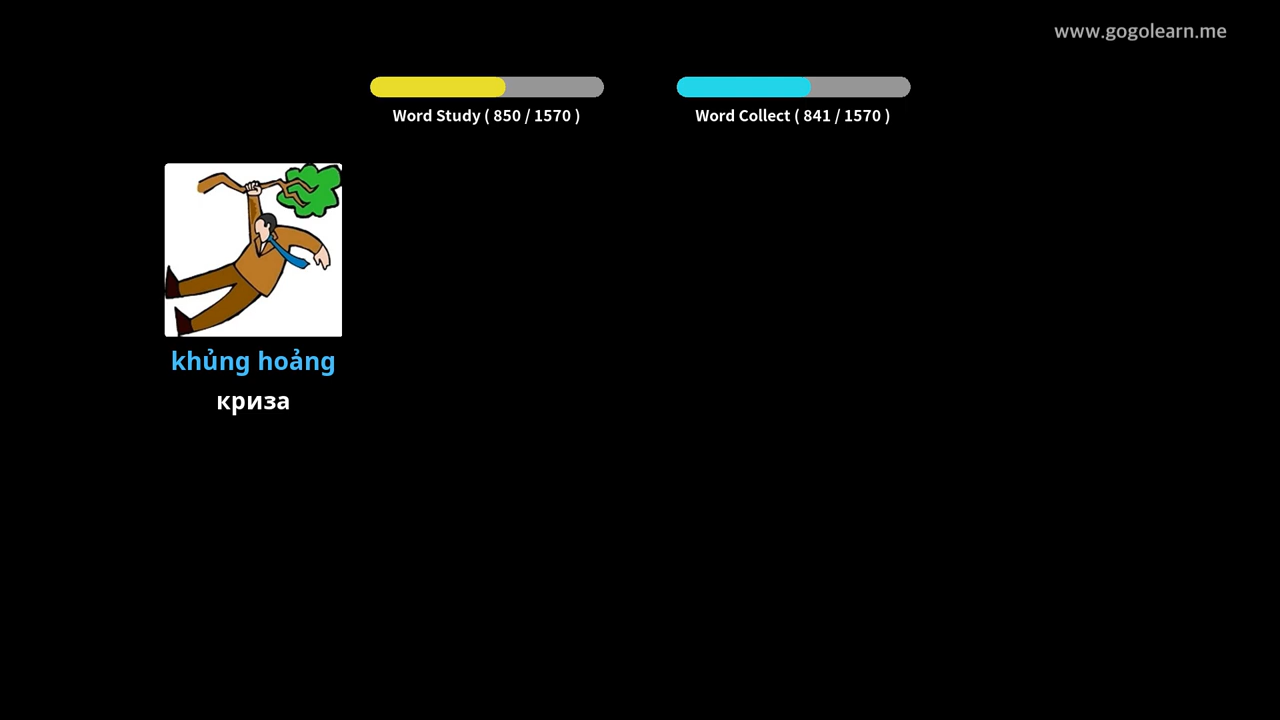 www.gogolearn.me
Word Study ( 850 / 1570 )
Word Collect ( 841 / 1570 )
khủng hoảng
криза